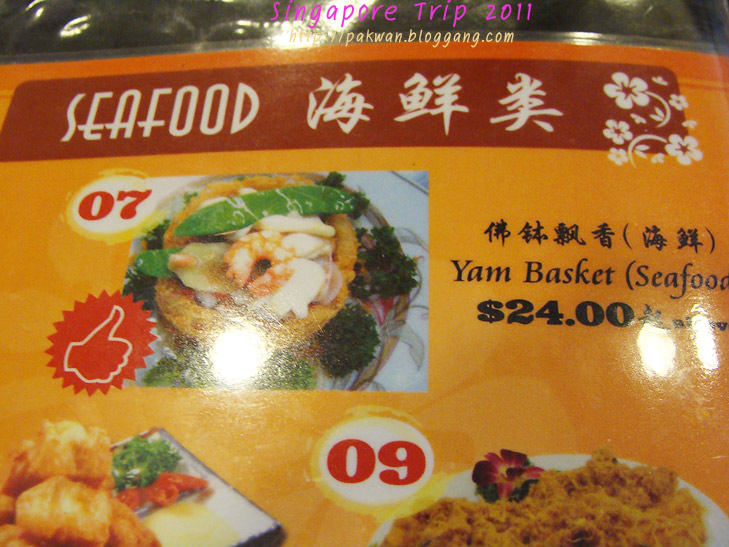 Singapore Trip 2011
http://pakwan.bloggang.com
SEAFOOD 海鲜类
07
佛钵飘香(海鲜)
Yam Basket (Seafood
$24.00
09